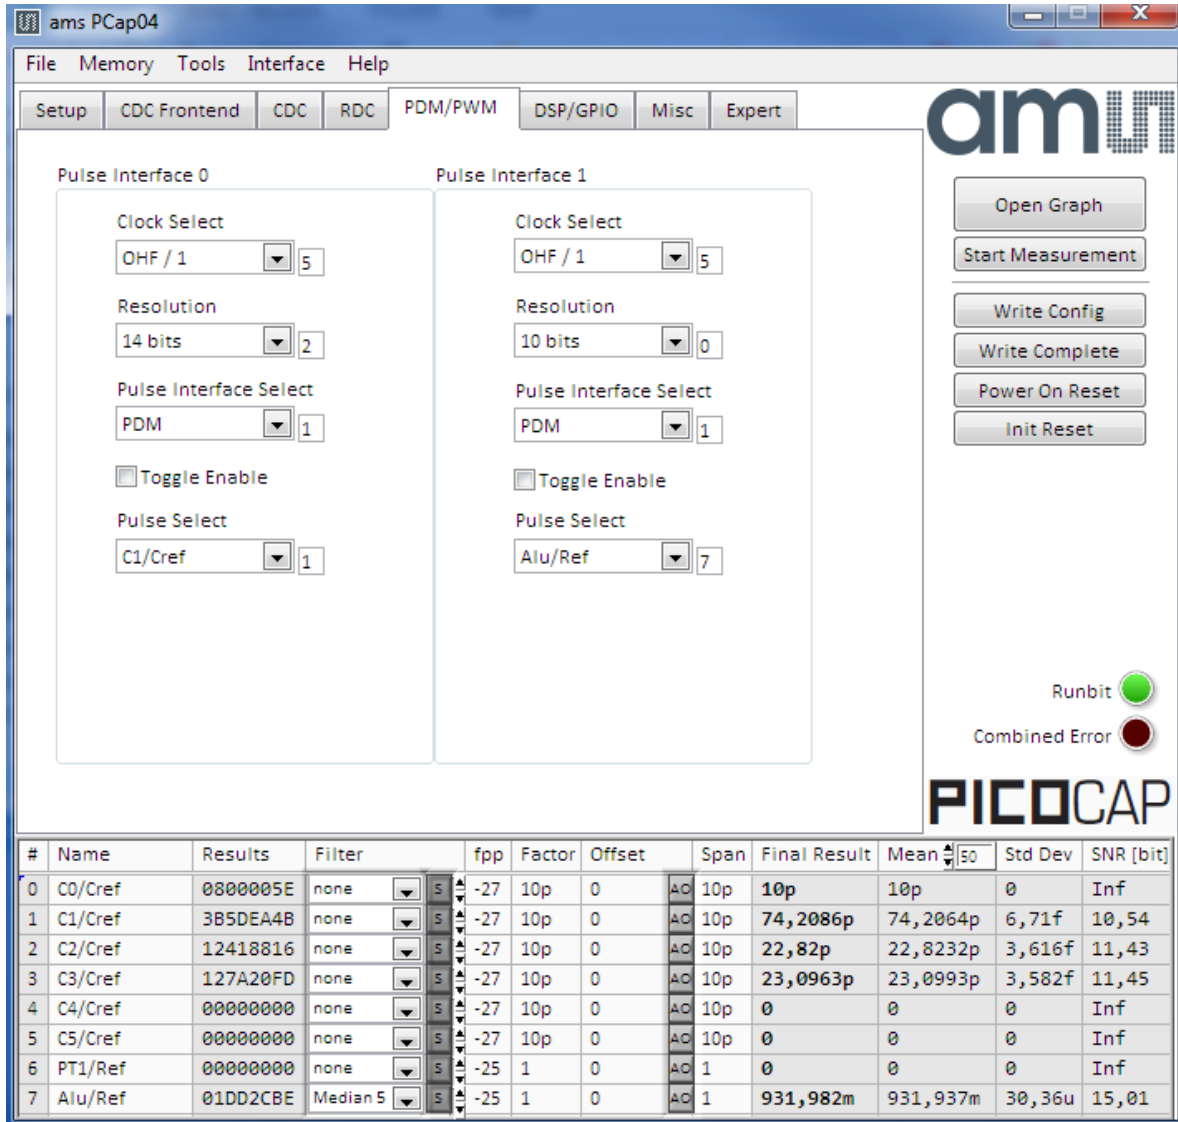 ams PCap04
File Memory Tools Interface Help
Setup CDC Frontend CDC RDC PDM/PWM DSP/GPIO Misc Expert
amu
Pulse Interface 0 Pulse Interface 1
Clock Select Clock Select
OHF / 1 5 OHF / 1 5
Resolution Resolution
14 bits 2 10 bits 0
Pulse Interface Select Pulse Interface Select
PDM 1 PDM 1
Toggle Enable Toggle Enable
Pulse Select Pulse Select
C1/Cref 1 Alu/Ref 7
Open Graph
Start Measurement
Write Config
Write Complete
Power On Reset
Init Reset
Runbit
Combined Error
PICOCAP
# Name Results Filter fpp Factor Offset Span Final Result Mean 50 Std Dev SNR [bit]
0 C0/Cref 0800005E none S -27 10p 0 AO 10p 10p 10p 0 Inf
1 C1/Cref 3B5DEA4B none S -27 10p 0 AO 10p 74,2086p 74,2064p 6,71f 10,54
2 C2/Cref 12418816 none S -27 10p 0 AO 10p 22,82p 22,8232p 3,616f 11,43
3 C3/Cref 127A20FD none S -27 10p 0 AO 10p 23,0963p 23,0993p 3,582f 11,45
4 C4/Cref 00000000 none S -27 10p 0 AO 10p 0 0 0 Inf
5 C5/Cref 00000000 none S -27 10p 0 AO 10p 0 0 0 Inf
6 PT1/Ref 00000000 none S -25 1 0 AO 1 0 0 0 Inf
7 Alu/Ref 01DD2CBE Median 5 S -25 1 0 AO 1 931,982m 931,937m 30,36u 15,01